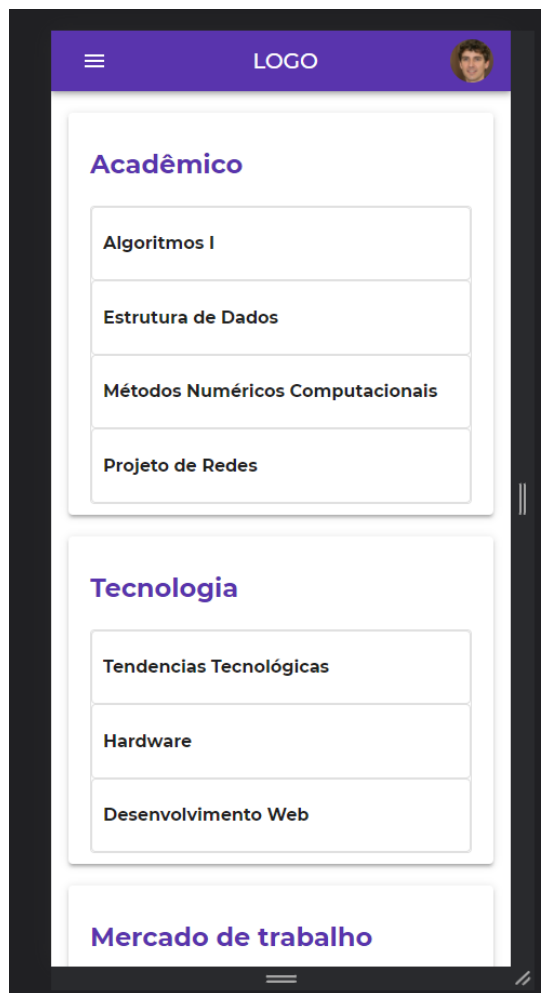 LOGO
Acadêmico
Algoritmos I
Estrutura de Dados
Métodos Numéricos Computacionais
Projeto de Redes
Tecnologia
Tendencias Tecnológicas
Hardware
Desenvolvimento Web
Mercado de trabalho